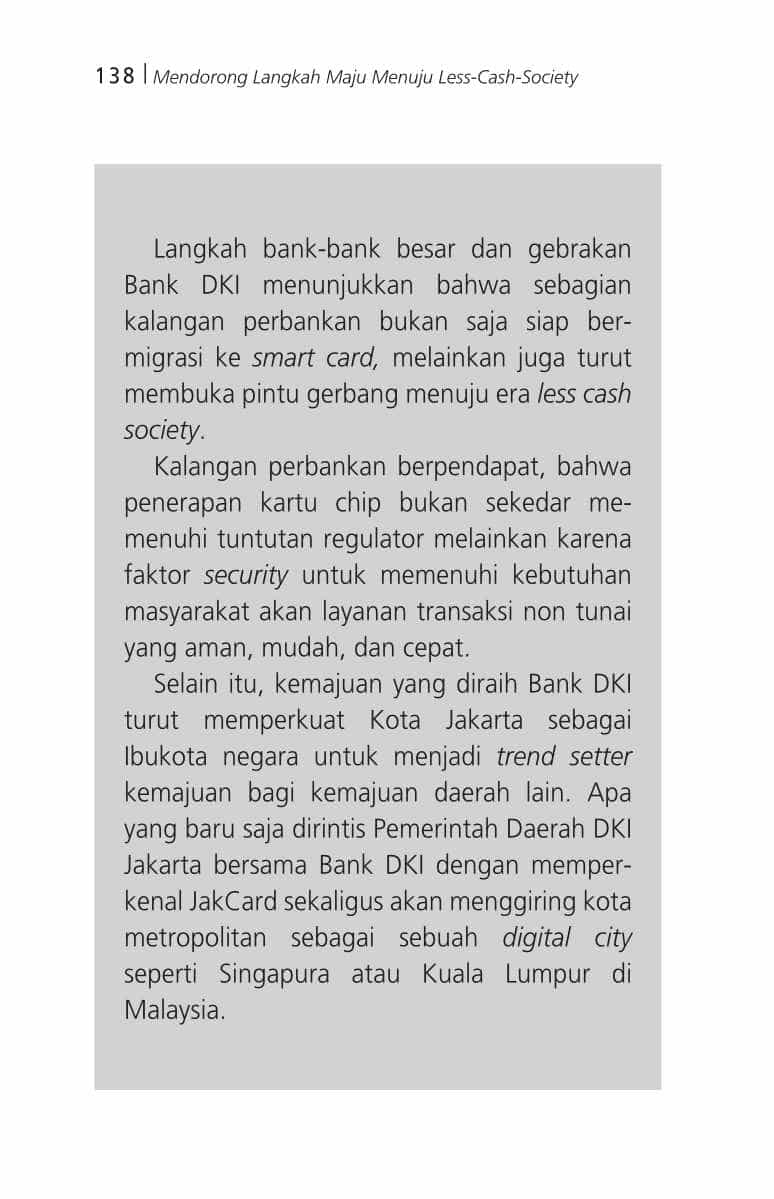 138 | Mendorong Langkah Maju Menuju Less-Cash-Society
Langkah bank-bank besar dan gebrakan
Bank DKI menunjukkan bahwa sebagian
kalangan perbankan bukan saja siap ber-
migrasi ke smart card, melainkan juga turut
membuka pintu gerbang menuju era less cash
society.
Kalangan perbankan berpendapat, bahwa
penerapan kartu chip bukan sekedar me-
menuhi tuntutan regulator melainkan karena
faktor security untuk memenuhi kebutuhan
masyarakat akan layanan transaksi non tunai
yang aman, mudah, dan cepat.
Selain itu, kemajuan yang diraih Bank DKI
turut memperkuat Kota Jakarta sebagai
Ibukota negara untuk menjadi trend setter
kemajuan bagi kemajuan daerah lain. Apa
yang baru saja dirintis Pemerintah Daerah DKI
Jakarta bersama Bank DKI dengan memper-
kenal JakCard sekaligus akan menggiring kota
metropolitan sebagai sebuah digital city
seperti Singapura atau Kuala Lumpur di
Malaysia.